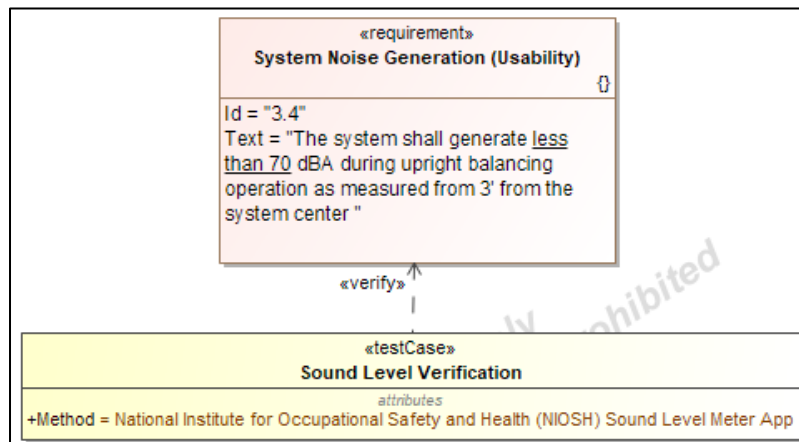 «requirement»
System Noise Generation (Usability)
{}
Id = "3.4"
Text = "The system shall generate less
than 70 dBA during upright balancing
operation as measured from 3' from the
system center "
«verify»
prohibited
«testCase»
Sound Level Verification
attributes
+Method = National Institute for Occupational Safety and Health (NIOSH) Sound Level Meter App